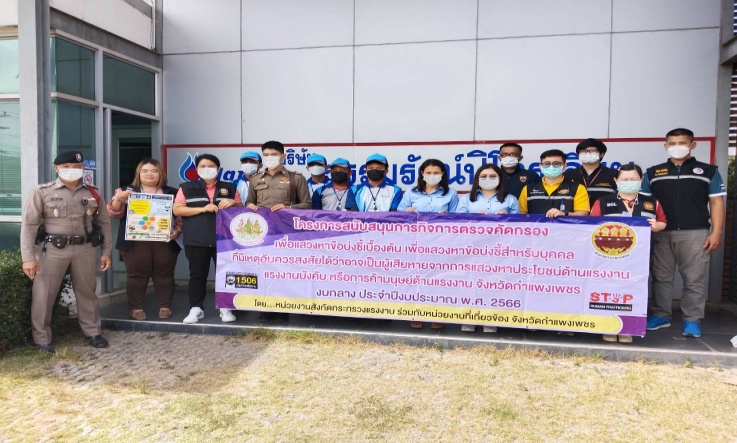 บริษัท
โครงการสนับสนุนภารกิจการตรวจคัดกรอง
เพื่อแสวงหาข้อบ่งชี้เบื้องต้น เพื่อแสวงหาข้อบ่งชี้สำหรับบุคคล
ที่มีเหตุอันควรสงสัยได้ว่าอาจเป็นผู้เสียหายจากการแสวงหาประโยชน์ด้านแรงงาน
แรงงานบังคับ หรือการค้ามนุษย์ด้านแรงงาน จังหวัดกำแพงเพชร
1506
งบกลาง ประจำปีงบประมาณ พ.ศ. 2566
STOP
HUMAN TRAFFICKING
โดย...หน่วยงานสังกัดกระทรวงแรงงาน ร่วมกับหน่วยงานที่เกี่ยวข้อง จังหวัดกำแพงเพชร
MOL